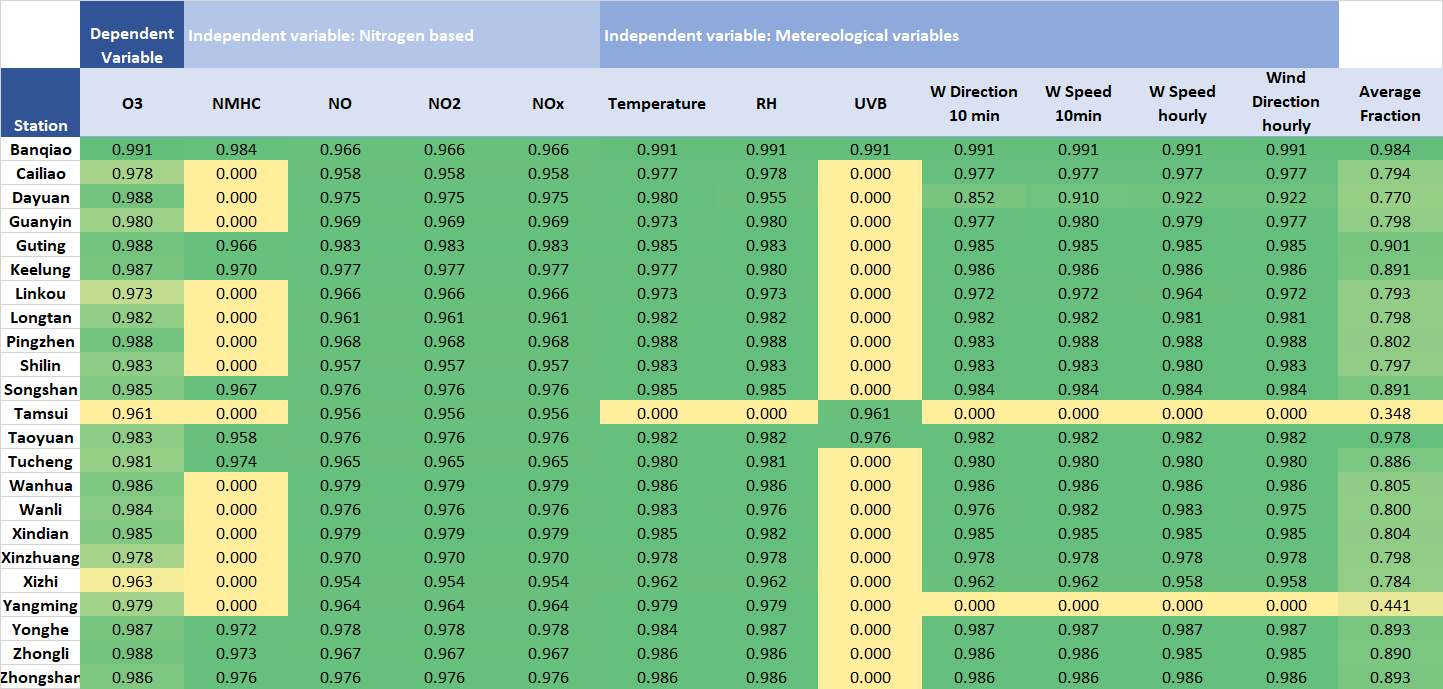 Dependent Variable Independent variable: Nitrogen based Independent variable: Metereological variables
Station O3 NMHC NO NO2 NOx Temperature RH UVB W Direction 10 min W Speed 10min W Speed hourly Wind Direction hourly Average Fraction
Banqiao 0.991 0.984 0.966 0.966 0.966 0.991 0.991 0.991 0.991 0.991 0.991 0.991 0.984
Cailiao 0.978 0.000 0.958 0.958 0.958 0.977 0.978 0.000 0.977 0.977 0.977 0.977 0.794
Dayuan 0.988 0.000 0.975 0.975 0.975 0.980 0.955 0.000 0.852 0.910 0.922 0.922 0.770
Guanyin 0.980 0.000 0.969 0.969 0.969 0.973 0.980 0.000 0.977 0.980 0.979 0.977 0.798
Guting 0.988 0.966 0.983 0.983 0.983 0.985 0.983 0.000 0.985 0.985 0.985 0.985 0.901
Keelung 0.987 0.970 0.977 0.977 0.977 0.977 0.980 0.000 0.986 0.986 0.986 0.986 0.891
Linkou 0.973 0.000 0.966 0.966 0.966 0.973 0.973 0.000 0.972 0.972 0.964 0.972 0.793
Longtan 0.982 0.000 0.961 0.961 0.961 0.982 0.982 0.000 0.982 0.982 0.981 0.981 0.798
Pingzhen 0.988 0.000 0.968 0.968 0.968 0.988 0.988 0.000 0.983 0.988 0.988 0.988 0.802
Shilin 0.983 0.000 0.957 0.957 0.957 0.983 0.983 0.000 0.983 0.983 0.980 0.983 0.797
Songshan 0.985 0.967 0.976 0.976 0.976 0.985 0.985 0.000 0.984 0.984 0.984 0.984 0.891
Tamsui 0.961 0.000 0.956 0.956 0.956 0.000 0.000 0.961 0.000 0.000 0.000 0.000 0.348
Taoyuan 0.983 0.958 0.976 0.976 0.976 0.982 0.982 0.976 0.982 0.982 0.982 0.982 0.978
Tucheng 0.981 0.974 0.965 0.965 0.965 0.980 0.981 0.000 0.980 0.980 0.980 0.980 0.886
Wanhua 0.986 0.000 0.979 0.979 0.979 0.986 0.986 0.000 0.986 0.986 0.986 0.986 0.805
Wanli 0.984 0.000 0.976 0.976 0.976 0.983 0.976 0.000 0.976 0.982 0.983 0.975 0.800
Xindian 0.985 0.000 0.979 0.979 0.979 0.985 0.982 0.000 0.985 0.985 0.985 0.985 0.804
Xinzhuang 0.978 0.000 0.970 0.970 0.970 0.978 0.978 0.000 0.978 0.978 0.978 0.978 0.798
Xizhi 0.963 0.000 0.954 0.954 0.954 0.962 0.962 0.000 0.962 0.962 0.958 0.958 0.784
Yangming 0.979 0.000 0.964 0.964 0.964 0.979 0.979 0.000 0.000 0.000 0.000 0.000 0.441
Yonghe 0.987 0.972 0.978 0.978 0.978 0.984 0.987 0.000 0.987 0.987 0.987 0.987 0.893
Zhongli 0.988 0.973 0.967 0.967 0.967 0.986 0.986 0.000 0.986 0.986 0.985 0.985 0.890
Zhongshan 0.986 0.976 0.976 0.976 0.976 0.986 0.986 0.000 0.986 0.986 0.986 0.986 0.893